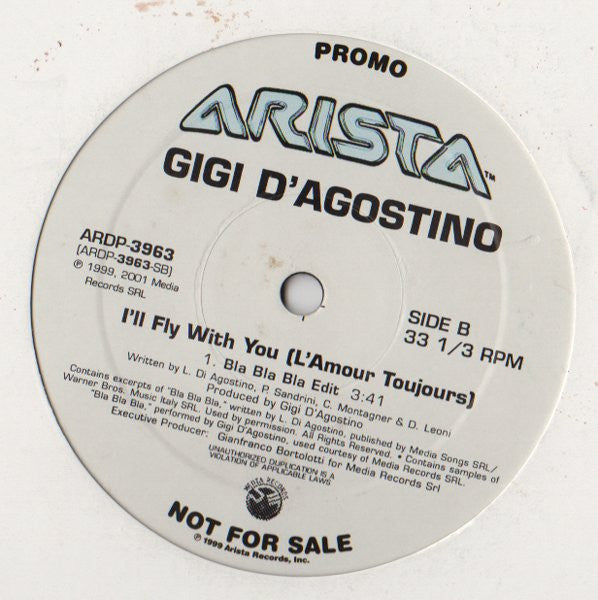 PROMO
ARISTA™
GIGI D'AGOSTINO
ARDP-3963
(ARDP-3963-SB)
℗ 1999, 2001 Media
Records SRL
SIDE B
33 1/3 RPM
I'll Fly With You (L'Amour Toujours)
1. Bla Bla Bla Edit 3:41
Written by L. Di Agostino, P. Sandrini, C. Montagner & D. Leoni
Produced by Gigi D'Agostino
Contains excerpts of "Bla Bla Bla," written by L. Di Agostino, published by Media Songs SRL/
Warner Bros. Music Italy SRL. Used by permission. All Rights Reserved. • Contains samples of
"Bla Bla Bla," performed by Gigi D'Agostino, used courtesy of Media Records SRL.
Executive Producer: Gianfranco Bortolotti for Media Records Srl
UNAUTHORIZED DUPLICATION IS A
VIOLATION OF APPLICABLE LAWS
MEDIA RECORDS
NOT FOR SALE
℗ 1999 Arista Records, Inc.